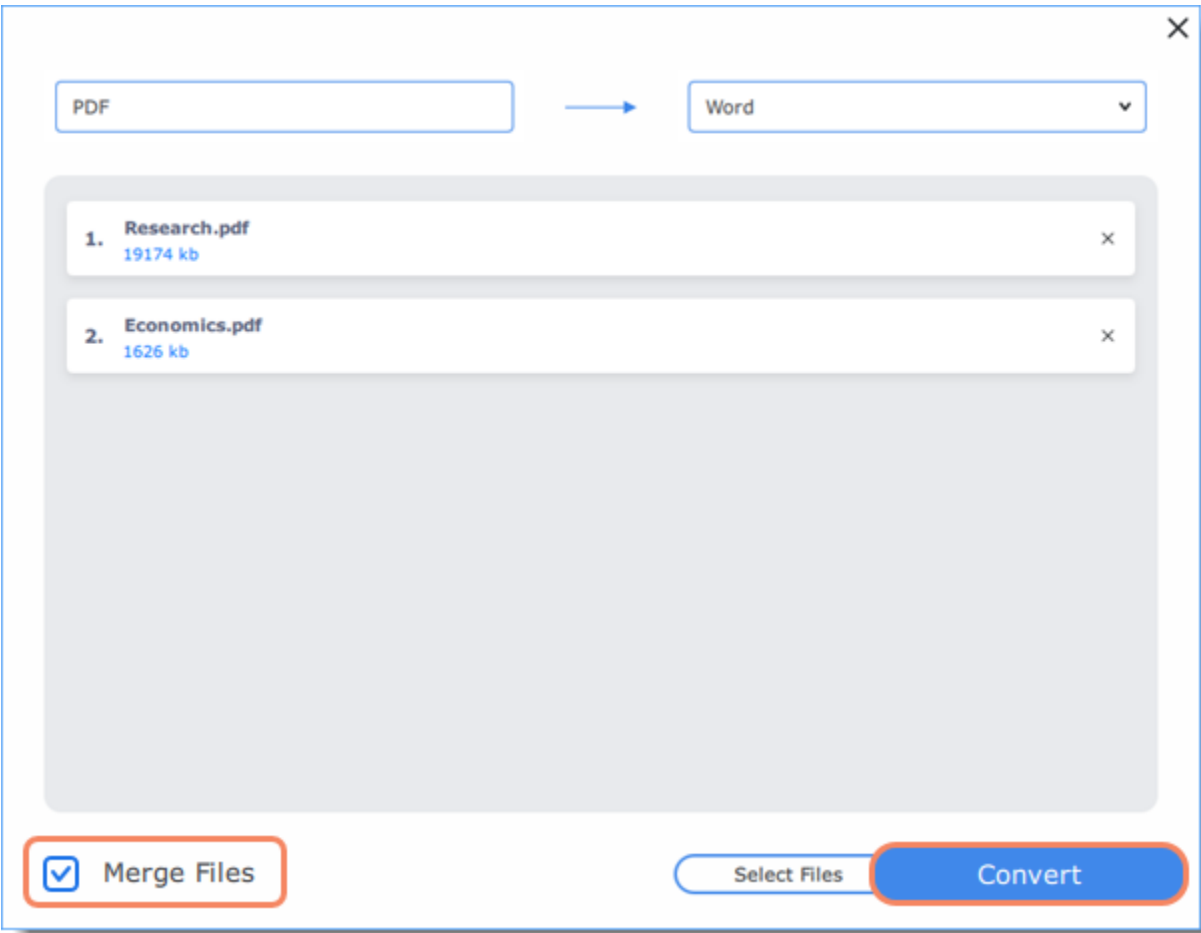 PDF
Word
1.
Research.pdf
19174 kb
2.
Economics.pdf
1626 kb
Merge Files
Select Files
Convert